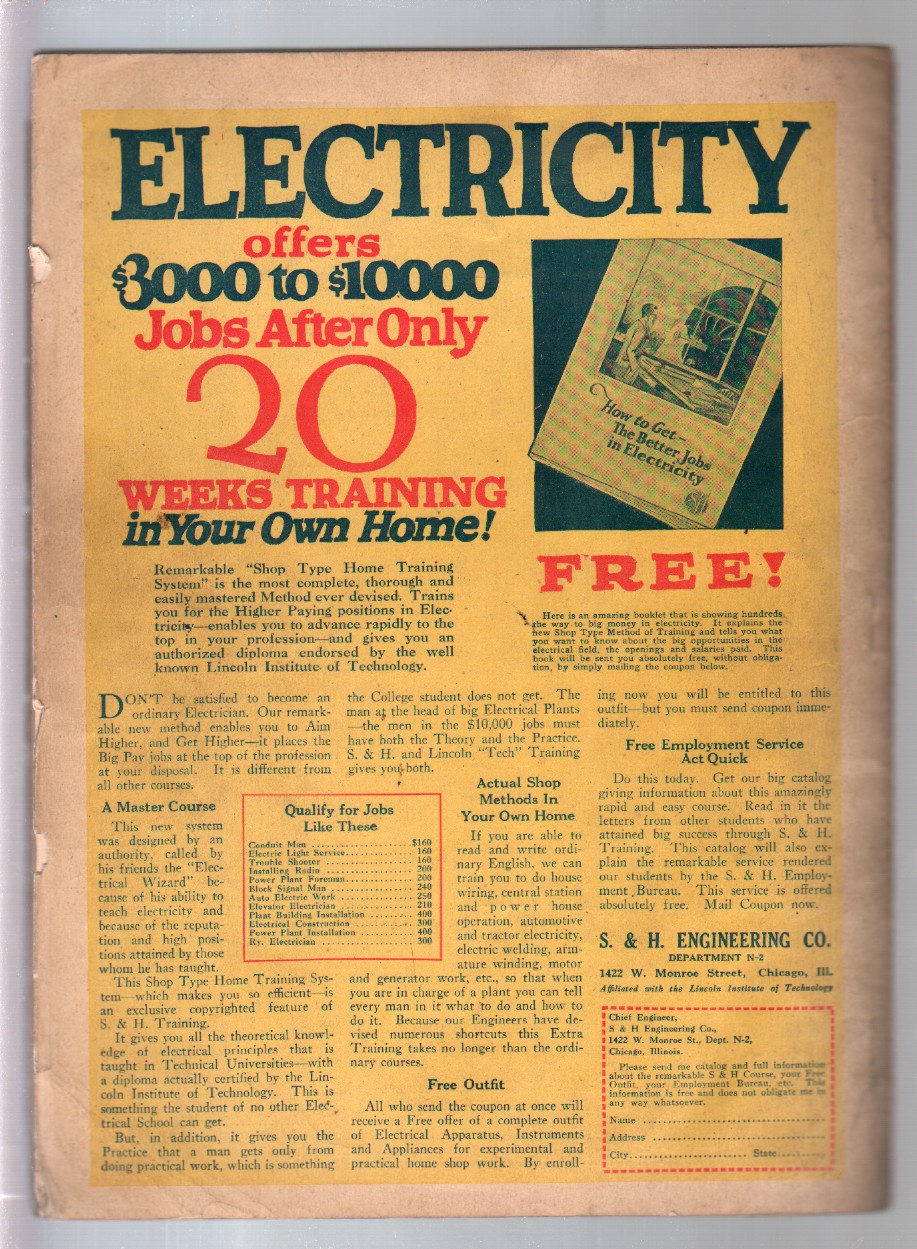 ELECTRICITY
offers
$3000 to $10000
Jobs After Only
20
WEEKS TRAINING
in Your Own Home!
How to Get—
The Better Jobs
in Electricity
FREE!
Remarkable "Shop Type Home Training
System" is the most complete, thorough and
easily mastered Method ever devised. Trains
you for the Higher Paying positions in Elec-
tricity—enables you to advance rapidly to the
top in your profession—and gives you an
authorized diploma endorsed by the well
known Lincoln Institute of Technology.
Here is an amazing booklet that is showing hundreds
the way to big money in electricity. It explains the
new Shop Type Method of Training and tells you what
you want to know about the big opportunities in the
electrical field, the openings and salaries paid. This
book will be sent you absolutely free, without obliga-
tion, by simply mailing the coupon below.
DON'T be satisfied to become an
ordinary Electrician. Our remark-
able new method enables you to Aim
Higher, and Get Higher—it places the
Big Pay jobs at the top of the profession
at your disposal. It is different from
all other courses.
A Master Course
This new system
was designed by an
authority, called by
his friends the "Elec-
trical Wizard" be-
cause of his ability to
teach electricity and
because of the reputa-
tion and high posi-
tions attained by those
whom he has taught.
This Shop Type Home Training Sys-
tem—which makes you so efficient—is
an exclusive copyrighted feature of
S. & H. Training.
It gives you all the theoretical knowl-
edge of electrical principles that is
taught in Technical Universities—with
a diploma actually certified by the Lin-
coln Institute of Technology. This is
something the student of no other Elec-
trical School can get.
But, in addition, it gives you the
Practice that a man gets only from
doing practical work, which is something
the College student does not get. The
man at the head of big Electrical Plants
—the men in the $10,000 jobs must
have both the Theory and the Practice.
S. & H. and Lincoln "Tech" Training
gives you both.
Qualify for Jobs
Like These
Conduit Man ................$160
Electric Light Service............ 160
Trouble Shooter ................ 160
Installing Radio ................ 200
Power Plant Foreman............ 200
Block Signal Man ............... 240
Auto Electric Work .............. 250
Elevator Electrician .............. 210
Plant Building Installation ........ 400
Electrical Construction ........... 300
Power Plant Installation .......... 400
Ry. Electrician .................. 300
Actual Shop
Methods In
Your Own Home
If you are able to
read and write ordi-
nary English, we can
train you to do house
wiring, central station
and power house
operation, automotive
and tractor electricity,
electric welding, arm-
ature winding, motor
and generator work, etc., so that when
you are in charge of a plant you can tell
every man in it what to do and how to
do it. Because our Engineers have de-
vised numerous shortcuts this Extra
Training takes no longer than the ordi-
nary courses.
Free Outfit
All who send the coupon at once will
receive a Free offer of a complete outfit
of Electrical Apparatus, Instruments
and Appliances for experimental and
practical home shop work. By enroll-
ing now you will be entitled to this
outfit—but you must send coupon imme-
diately.
Free Employment Service
Act Quick
Do this today. Get our big catalog
giving information about this amazingly
rapid and easy course. Read in it the
letters from other students who have
attained big success through S. & H.
Training. This catalog will also ex-
plain the remarkable service rendered
our students by the S. & H. Employ-
ment Bureau. This service is offered
absolutely free. Mail Coupon now.
S. & H. ENGINEERING CO.
DEPARTMENT N-2
1422 W. Monroe Street, Chicago, Ill.
Affiliated with the Lincoln Institute of Technology
Chief Engineer,
S & H Engineering Co.,
1422 W. Monroe St., Dept. N-2,
Chicago, Illinois.
Please send me catalog and full information
about the remarkable S & H Course, your Free
Outfit, your Employment Bureau, etc. This
information is free and does not obligate me in
any way whatsoever.
Name ........................................
Address ......................................
City.......................... State..........